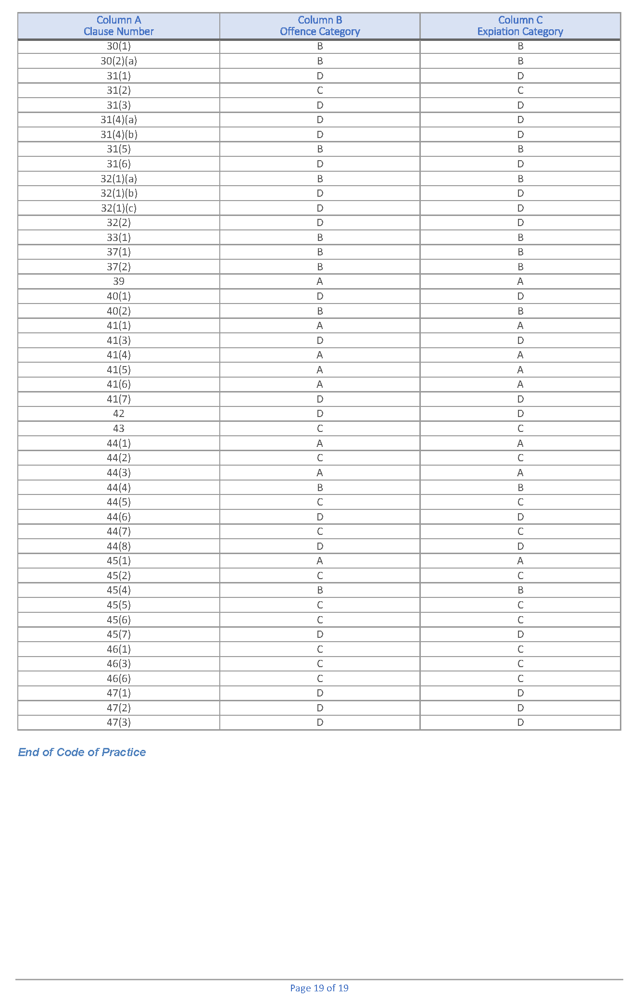 Column A Column B Column C
Clause Number Offence Category Expiation Category
30(1) B B
30(2)(a) B B
31(1) D D
31(2) C C
31(3) D D
31(4)(a) D D
31(4)(b) D D
31(5) B B
31(6) D D
32(1)(a) B B
32(1)(b) D D
32(1)(c) D D
32(2) D D
33(1) B B
37(1) B B
37(2) B B
39 A A
40(1) D D
40(2) B B
41(1) A A
41(3) D D
41(4) A A
41(5) A A
41(6) A A
41(7) D D
42 D D
43 C C
44(1) A A
44(2) C C
44(3) A A
44(4) B B
44(5) C C
44(6) D D
44(7) C C
44(8) D D
45(1) A A
45(2) C C
45(4) B B
45(5) C C
45(6) C C
45(7) D D
46(1) C C
46(3) C C
46(6) C C
47(1) D D
47(2) D D
47(3) D D
End of Code of Practice
Page 19 of 19